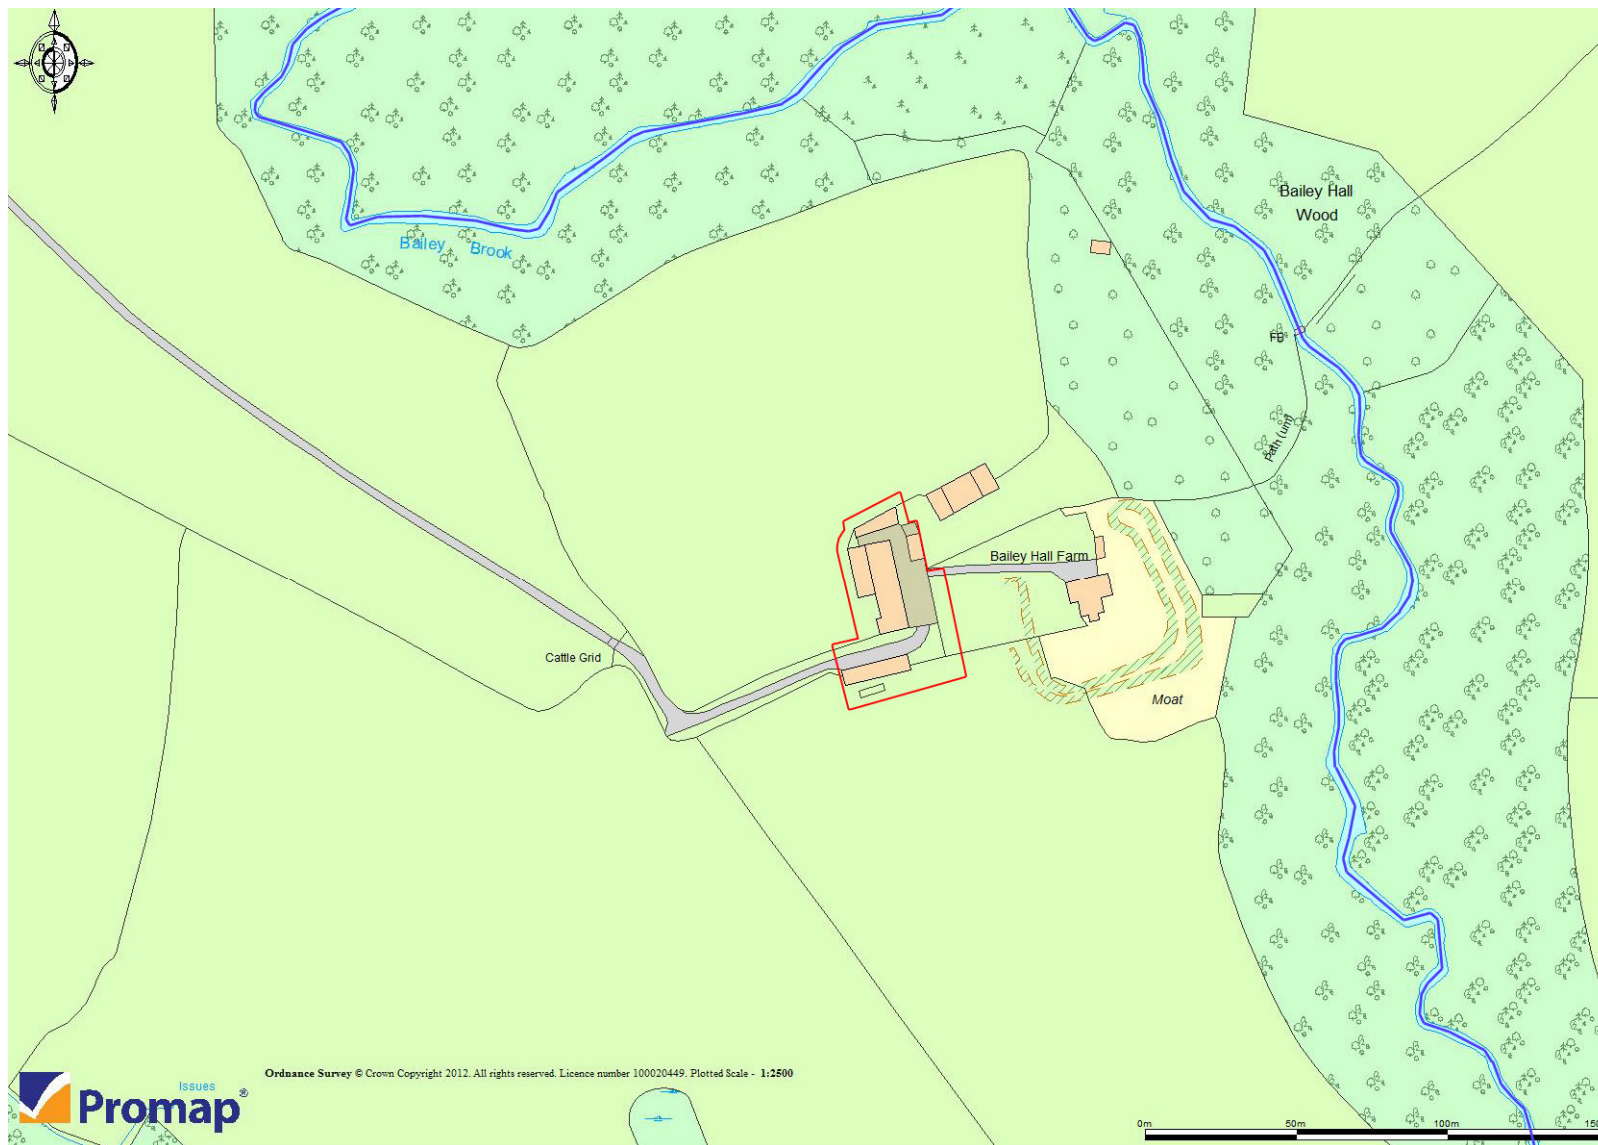 Bailey Hall
Wood
Bailey Brook
FB
Path (um)
Bailey Hall Farm
Cattle Grid
Moat
Issues
Promap®
Ordnance Survey © Crown Copyright 2012. All rights reserved. Licence number 100020449. Plotted Scale - 1:2500
0m 50m 100m